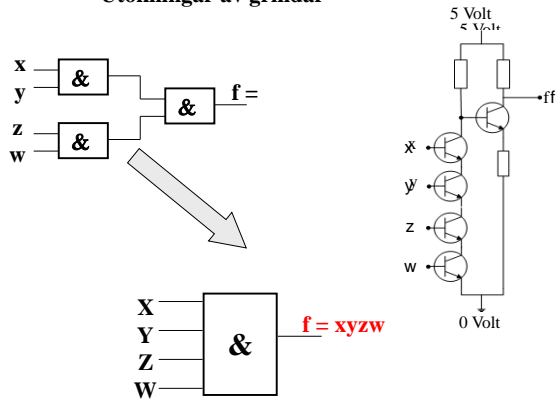 Utökningar av grindar
5 Volt
5 Volt
x
&
y
&
f =
z
&
w
f
x
y
z
w
0 Volt
X
Y
&
f = xyzw
Z
W